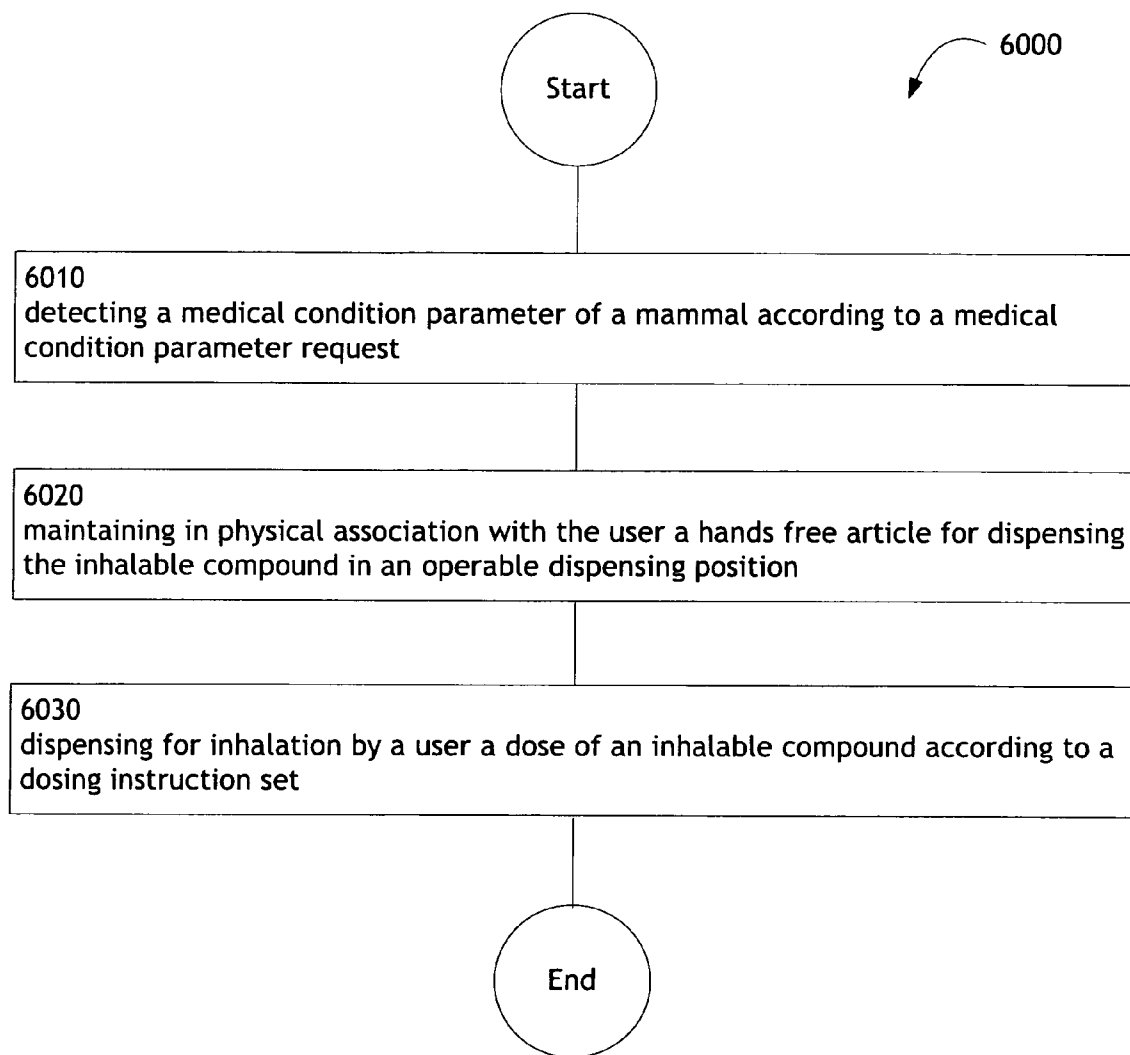 6000
Start
6010
detecting a medical condition parameter of a mammal according to a medical
condition parameter request
6020
maintaining in physical association with the user a hands free article for dispensing
the inhalable compound in an operable dispensing position
6030
dispensing for inhalation by a user a dose of an inhalable compound according to a
dosing instruction set
End